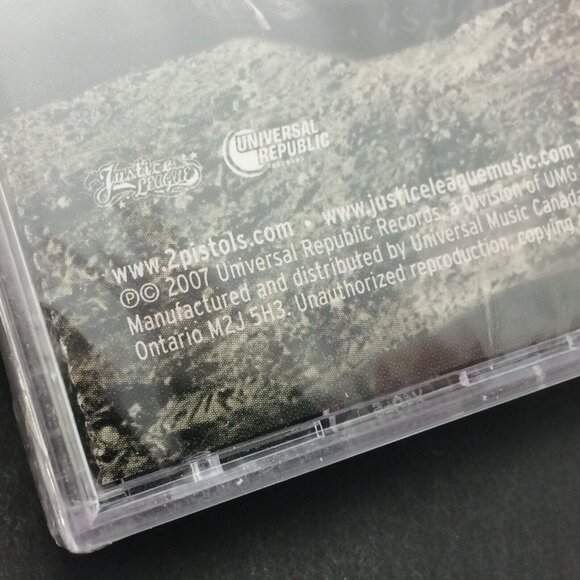 Justice League
UNIVERSAL REPUBLIC
RECORDS
www.2pistols.com · www.justiceleaguemusic.com
℗© 2007 Universal Republic Records, a Division of UMG
Manufactured and distributed by Universal Music Canada
Ontario M2J 5H3. Unauthorized reproduction, copying